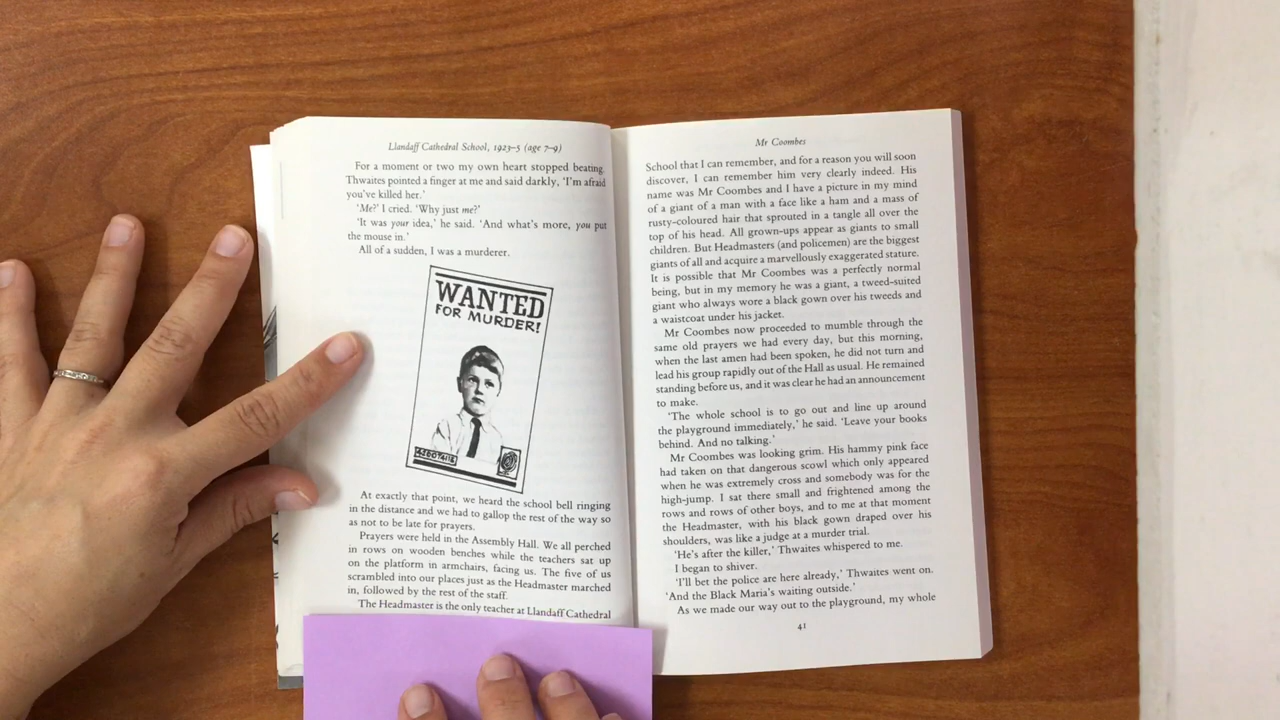 Llandaff Cathedral School, 1923–5 (age 7–9)
For a moment or two my own heart stopped beating.
Thwaites pointed a finger at me and said darkly, ‘I’m afraid
you’ve killed her.’
‘Me?’ I cried. ‘Why just me?’
‘It was your idea,’ he said. ‘And what’s more, you put
the mouse in.’
All of a sudden, I was a murderer.
WANTED
FOR MURDER!
At exactly that point, we heard the school bell ringing
in the distance and we had to gallop the rest of the way so
as not to be late for prayers.
Prayers were held in the Assembly Hall. We all perched
in rows on wooden benches while the teachers sat up
on the platform in armchairs, facing us. The five of us
scrambled into our places just as the Headmaster marched
in, followed by the rest of the staff.
The Headmaster is the only teacher at Llandaff Cathedral
Mr Coombes
School that I can remember, and for a reason you will soon
discover, I can remember him very clearly indeed. His
name was Mr Coombes and I have a picture in my mind
of a giant of a man with a face like a ham and a mass of
rusty-coloured hair that sprouted in a tangle all over the
top of his head. All grown-ups appear as giants to small
children. But Headmasters (and policemen) are the biggest
giants of all and acquire a marvellously exaggerated stature.
It is possible that Mr Coombes was a perfectly normal
being, but in my memory he was a giant, a tweed-suited
giant who always wore a black gown over his tweeds and
a waistcoat under his jacket.
Mr Coombes now proceeded to mumble through the
same old prayers we had every day, but this morning,
when the last amen had been spoken, he did not turn and
lead his group rapidly out of the Hall as usual. He remained
standing before us, and it was clear he had an announcement
to make.
‘The whole school is to go out and line up around
the playground immediately,’ he said. ‘Leave your books
behind. And no talking.’
Mr Coombes was looking grim. His hammy pink face
had taken on that dangerous scowl which only appeared
when he was extremely cross and somebody was for the
high-jump. I sat there small and frightened among the
rows and rows of other boys, and to me at that moment
the Headmaster, with his black gown draped over his
shoulders, was like a judge at a murder trial.
‘He’s after the killer,’ Thwaites whispered to me.
I began to shiver.
‘I’ll bet the police are here already,’ Thwaites went on.
‘And the Black Maria’s waiting outside.’
As we made our way out to the playground, my whole
41